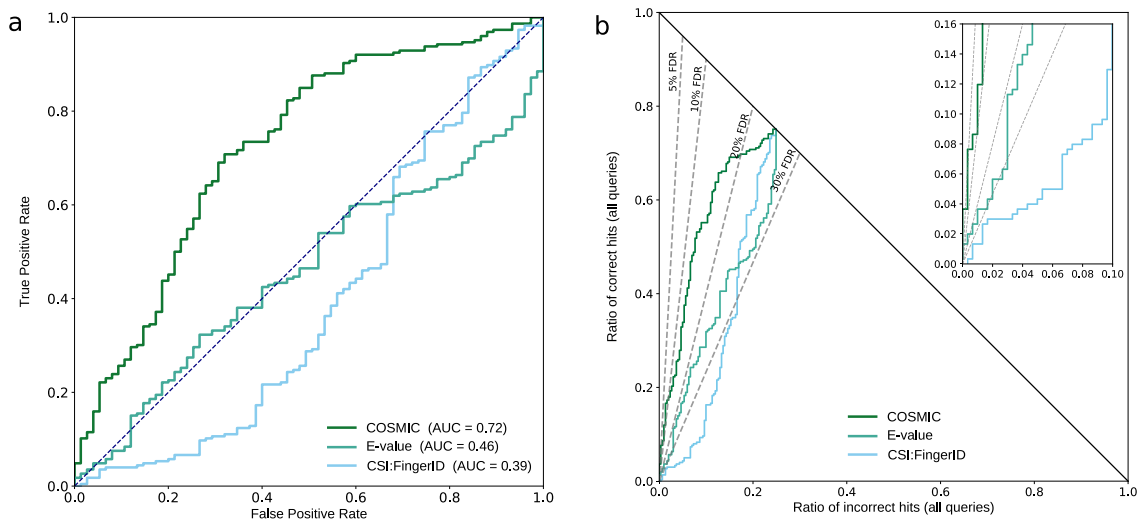 a
1.0
0.8
0.6
0.4
0.2
0.0
True Positive Rate
0.0
0.2
0.4
0.6
0.8
1.0
False Positive Rate
COSMIC (AUC = 0.72)
E-value (AUC = 0.46)
CSI:FingerID (AUC = 0.39)
b
1.0
0.8
0.6
0.4
0.2
0.0
Ratio of correct hits (all queries)
5% FDR
10% FDR
20% FDR
30% FDR
0.16
0.14
0.12
0.10
0.08
0.06
0.04
0.02
0.00
0.00
0.02
0.04
0.06
0.08
0.10
COSMIC
E-value
CSI:FingerID
0.0
0.2
0.4
0.6
0.8
1.0
Ratio of incorrect hits (all queries)